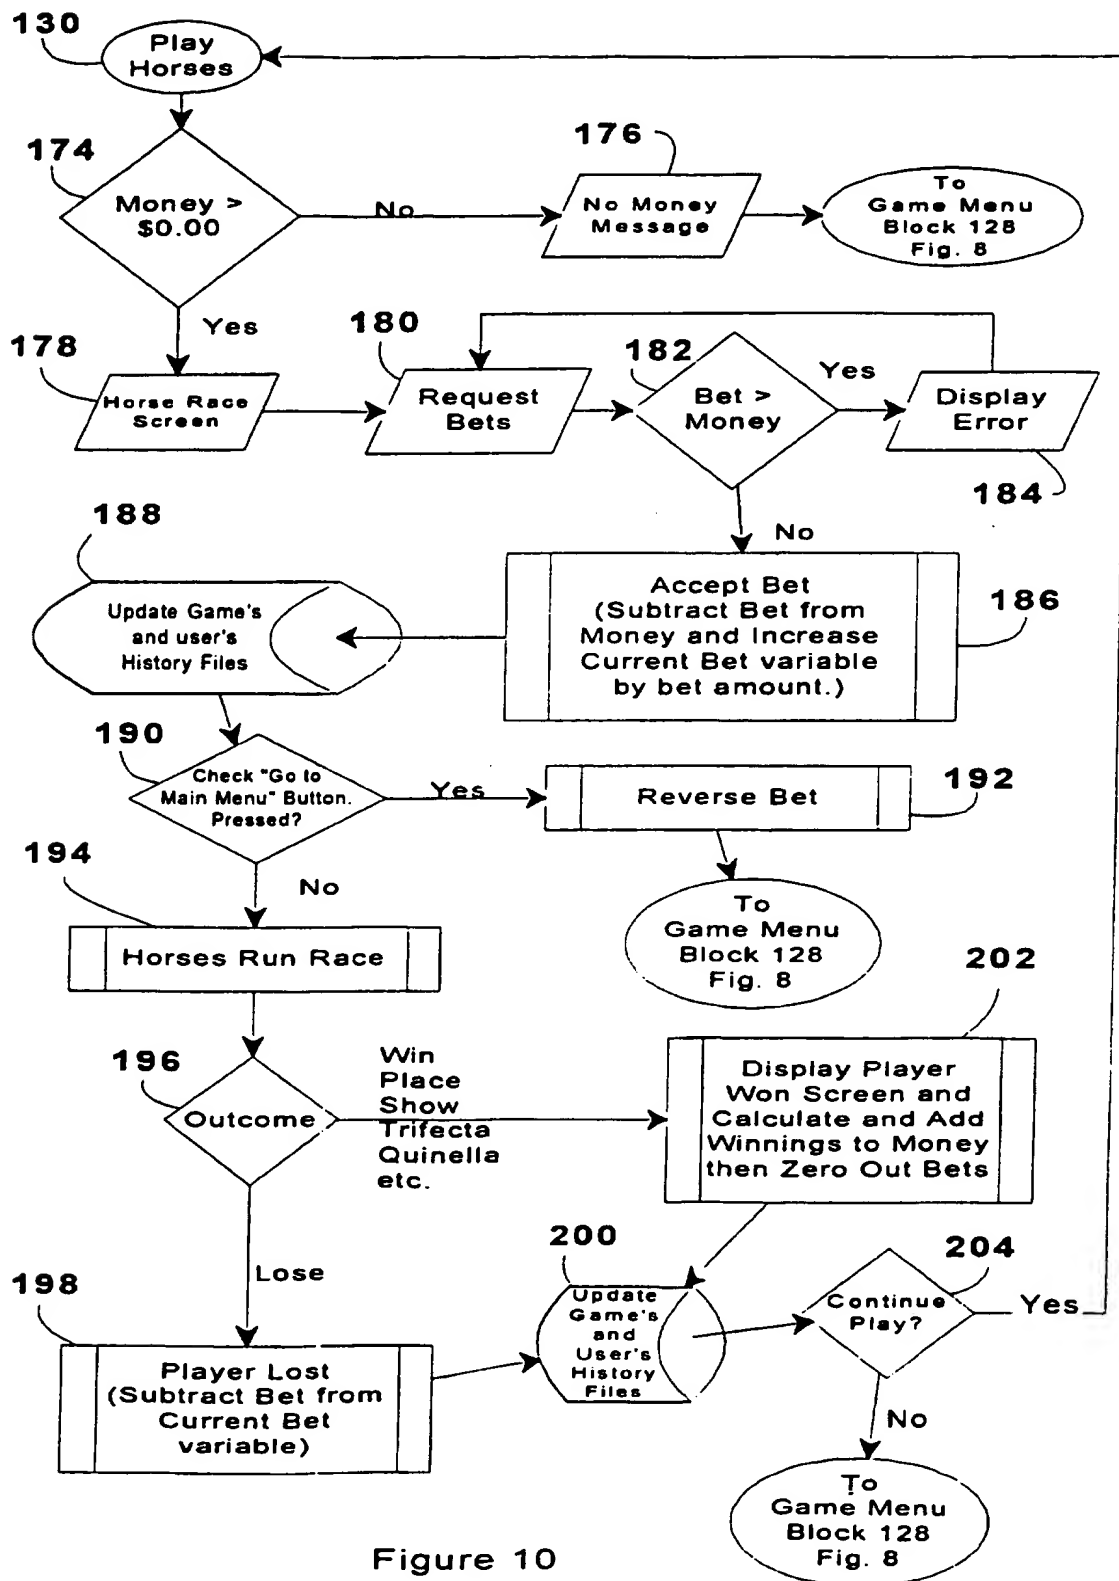 130
Play
Horses
174
Money >
$0.00
No
176
No Money
Message
To
Game Menu
Block 128
Fig. 8
Yes
178
Horse Race
Screen
180
Request
Bets
182
Bet >
Money
Yes
Display
Error
184
No
188
Update Game's
and user's
History Files
Accept Bet
(Subtract Bet from
Money and Increase
Current Bet variable
by bet amount.)
186
190
Check "Go to
Main Menu" Button.
Pressed?
Yes
Reverse Bet
192
194
No
To
Game Menu
Block 128
Fig. 8
Horses Run Race
202
196
Outcome
Win
Place
Show
Trifecta
Quinella
etc.
Display Player
Won Screen and
Calculate and Add
Winnings to Money
then Zero Out Bets
Lose
200
204
198
Player Lost
(Subtract Bet from
Current Bet
variable)
Update
Game's
and
User's
History
Files
Continue
Play?
Yes
No
To
Game Menu
Block 128
Fig. 8
Figure 10